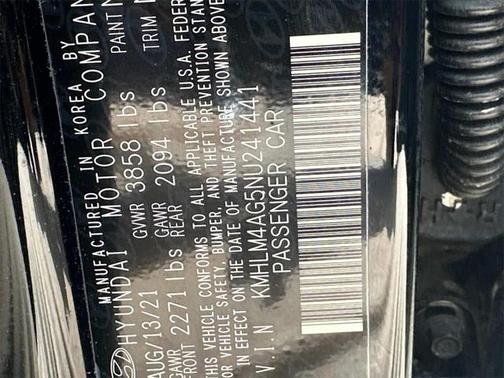 MANUFACTURED IN KOREA BY
HYUNDAI MOTOR COMPANY
AUG/13/21 GVWR 3858 lbs PAINT
GAWR FRONT 2271 lbs GAWR REAR 2094 lbs TRIM
THIS VEHICLE CONFORMS TO ALL APPLICABLE U.S.A. FEDER
VEHICLE SAFETY, BUMPER, AND THEFT PREVENTION STAN
IN EFFECT ON THE DATE OF MANUFACTURE SHOWN ABOVE
V.I.N KMHLM4AG5NU241441
PASSENGER CAR